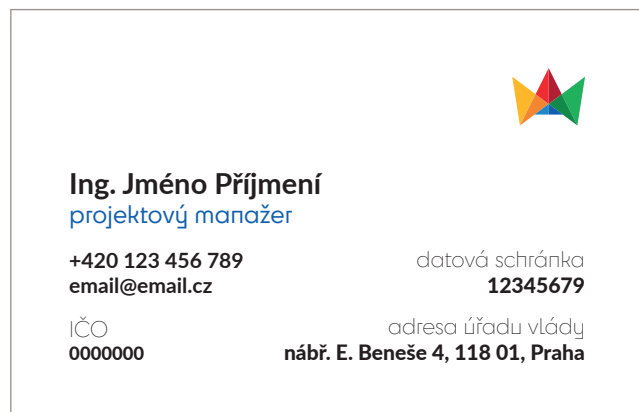 Ing. Jméno Příjmení
projektový manažer
+420 123 456 789
email@email.cz
datová schránka
12345679
IČO
0000000
adresa úřadu vlády
nábř. E. Beneše 4, 118 01, Praha